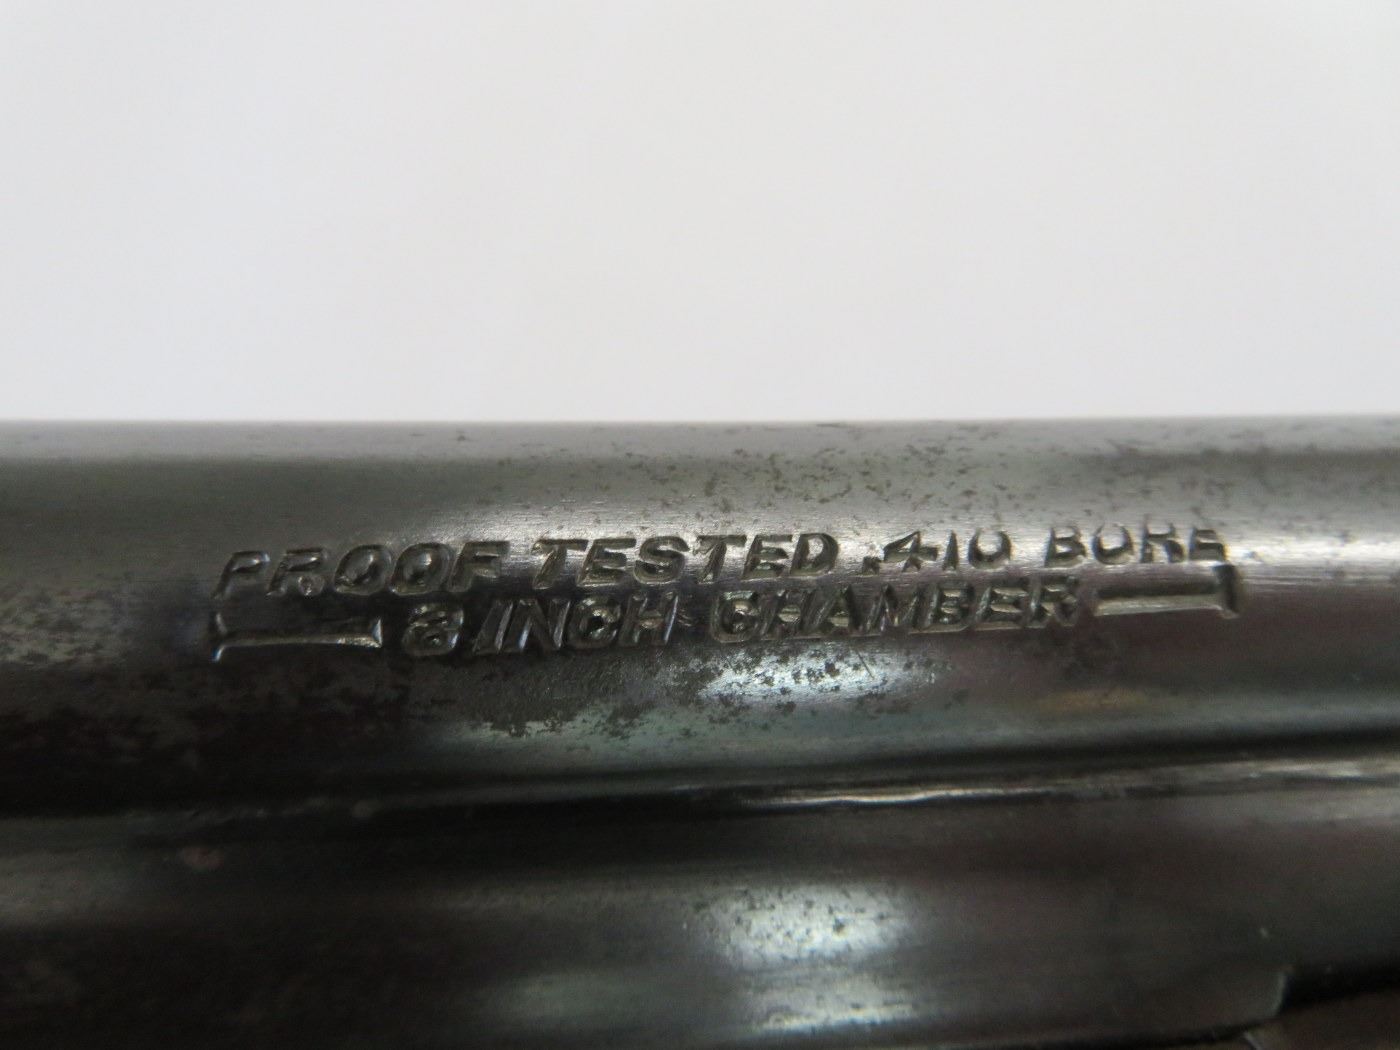 PROOF TESTED .410 BORE
3 INCH CHAMBER